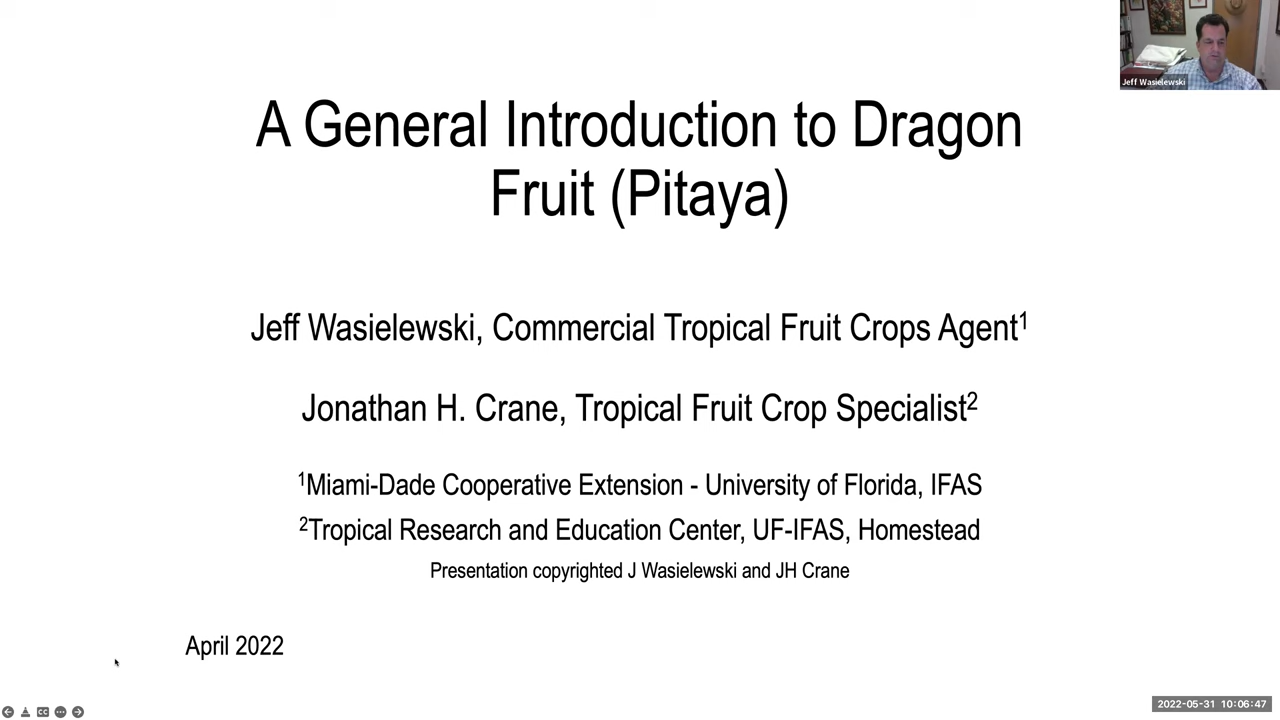 Jeff Wasielewski
A General Introduction to Dragon
Fruit (Pitaya)
Jeff Wasielewski, Commercial Tropical Fruit Crops Agent¹
Jonathan H. Crane, Tropical Fruit Crop Specialist²
¹Miami-Dade Cooperative Extension - University of Florida, IFAS
²Tropical Research and Education Center, UF-IFAS, Homestead
Presentation copyrighted J Wasielewski and JH Crane
April 2022
CC
2022-05-31 10:06:47